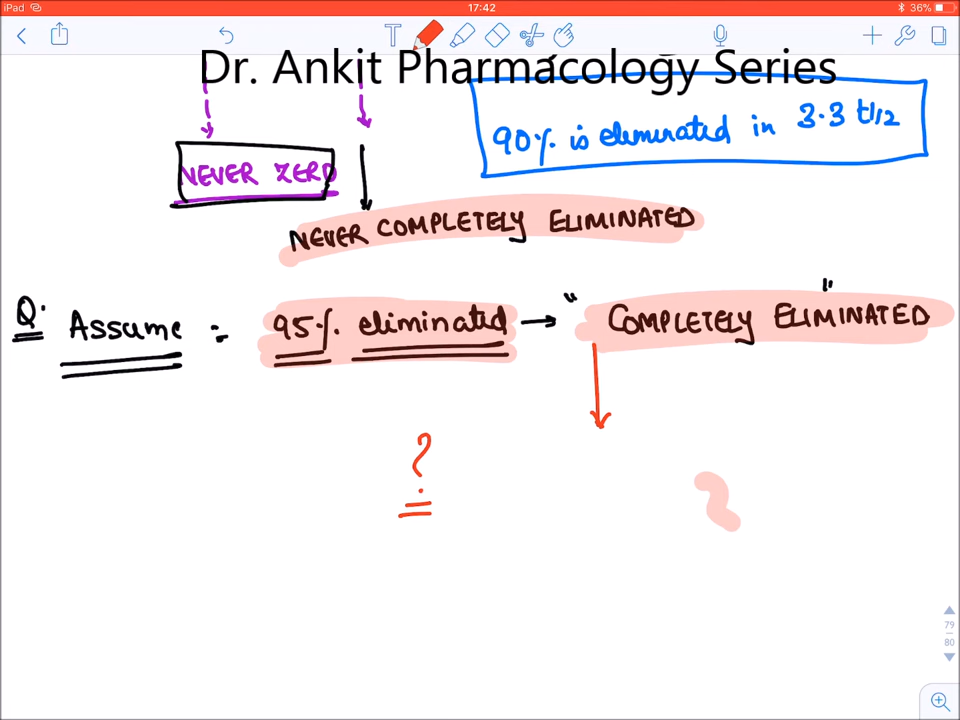 iPad 17:42 36%
T
Dr. Ankit Pharmacology Series
90% is eliminated in 3.3 t1/2
NEVER ZERO
NEVER COMPLETELY ELIMINATED
Q: Assume : 95% eliminated → "COMPLETELY ELIMINATED"
?
79
80